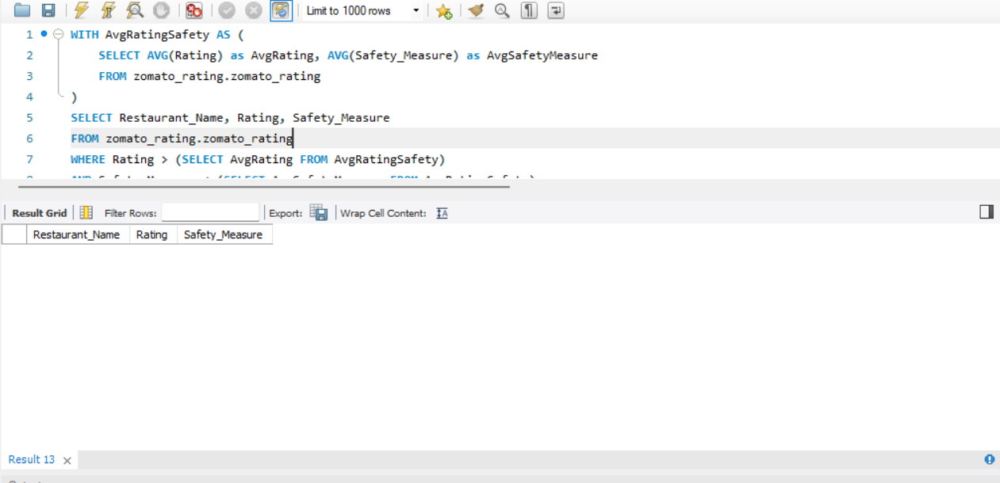 Limit to 1000 rows
1 WITH AvgRatingSafety AS (
2 SELECT AVG(Rating) as AvgRating, AVG(Safety_Measure) as AvgSafetyMeasure
3 FROM zomato_rating.zomato_rating
4 )
5 SELECT Restaurant_Name, Rating, Safety_Measure
6 FROM zomato_rating.zomato_rating
7 WHERE Rating > (SELECT AvgRating FROM AvgRatingSafety)
Result Grid Filter Rows: Export: Wrap Cell Content:
Restaurant_Name Rating Safety_Measure
Result 13